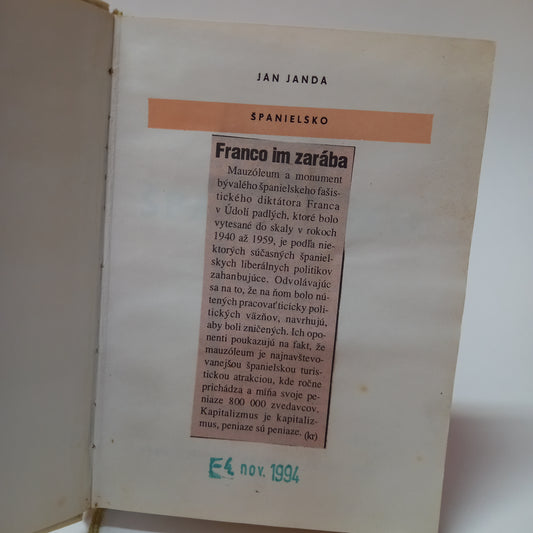 JAN JANDA
ŠPANIELSKO
Franco im zarába
Mauzóleum a monument
bývalého španielskeho fašis-
tického diktátora Franca
v Údolí padlých, ktoré bolo
vytesané do skaly v rokoch
1940 až 1959, je podľa nie-
ktorých súčasných španiel-
skych liberálnych politikov
zahanbujúce. Odvolávajúc
sa na to, že na ňom bolo nú-
tených pracovať ticícky poli-
tických väzňov, navrhujú,
aby boli zničených. Ich opo-
nenti poukazujú na fakt, že
mauzóleum je najnavštevo-
vanejšou španielskou turis-
tickou atrakciou, kde ročne
prichádza a míňa svoje pe-
niaze 800 000 zvedavcov.
Kapitalizmus je kapitaliz-
mus, peniaze sú peniaze. (kr)
nov. 1994